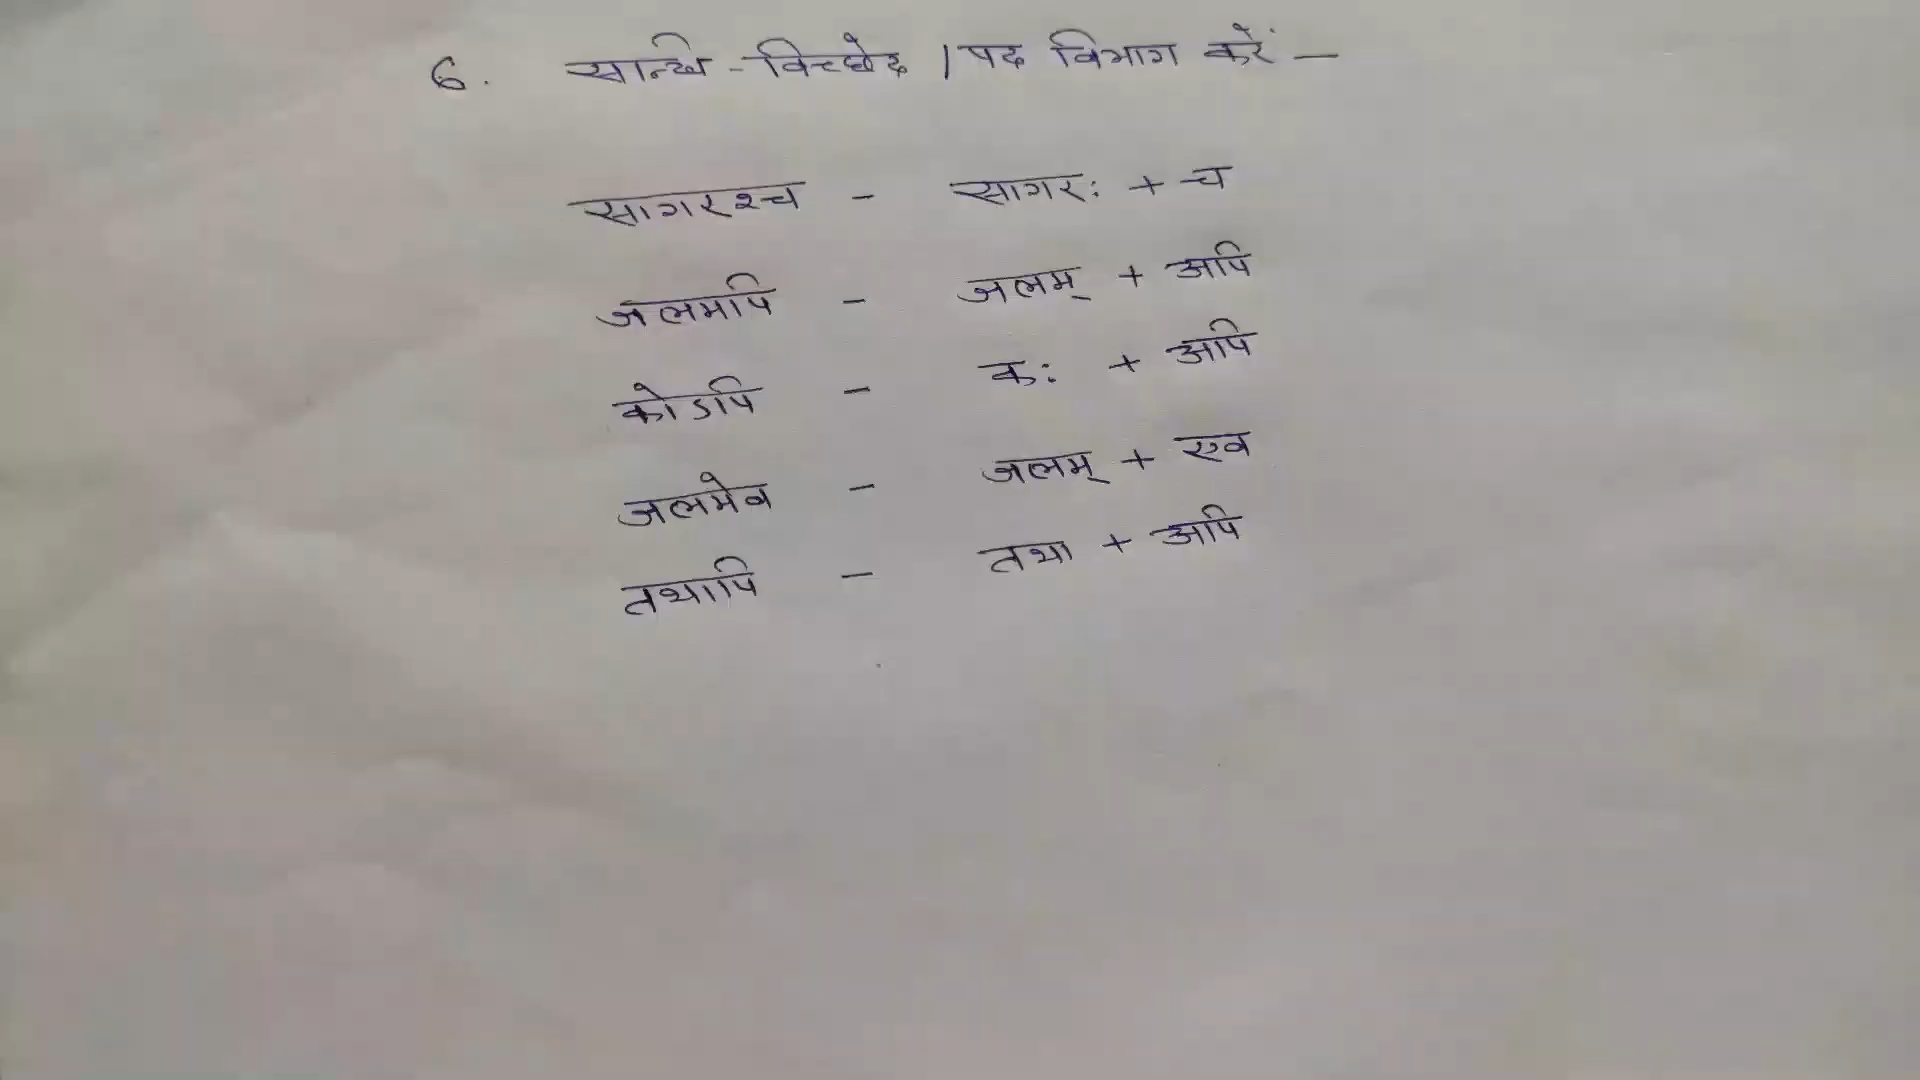 6. सन्धि - विच्छेद / पद विभाग करें —
सागरश्च - सागरः + च
जलमपि - जलम् + अपि
कोऽपि - कः + अपि
जलमेव - जलम् + एव
तथापि - तथा + अपि